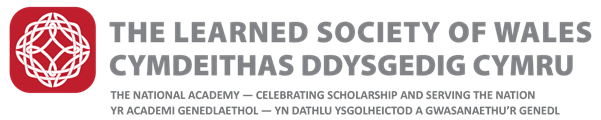 THE LEARNED SOCIETY OF WALES
CYMDEITHAS DDYSGEDIG CYMRU
THE NATIONAL ACADEMY — CELEBRATING SCHOLARSHIP AND SERVING THE NATION
YR ACADEMI GENEDLAETHOL — YN DATHLU YSGOLHEICTOD A GWASANAETHU'R GENEDL